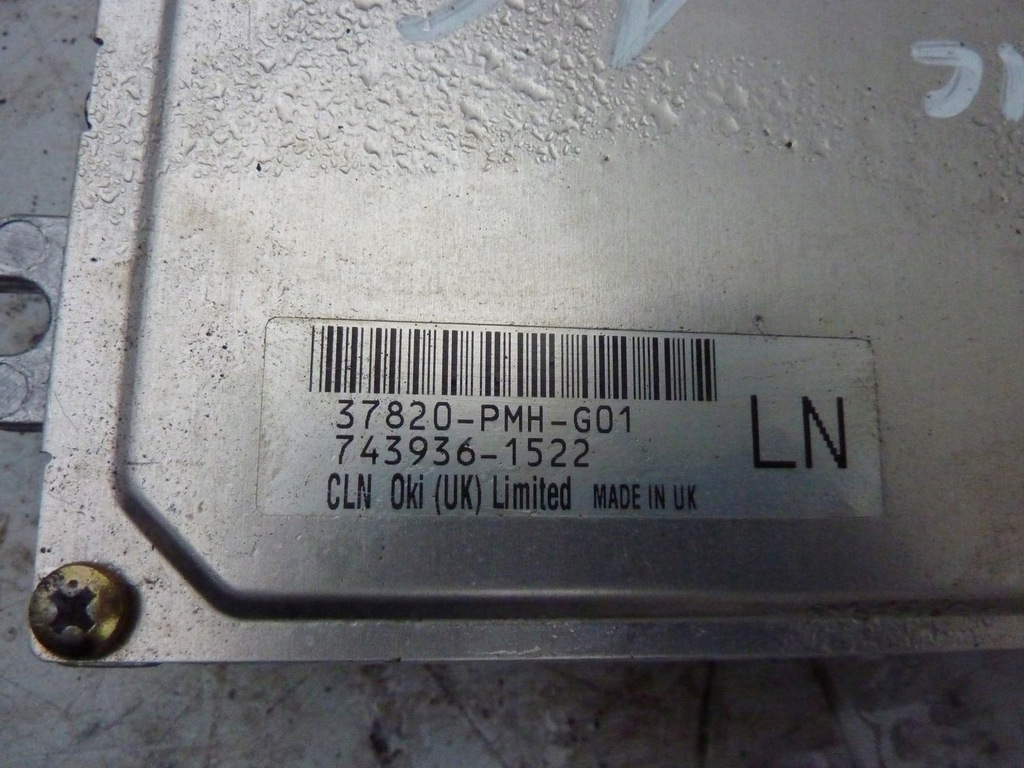 37820-PMH-G01
743936-1522
LN
CLN Oki (UK) Limited MADE IN UK